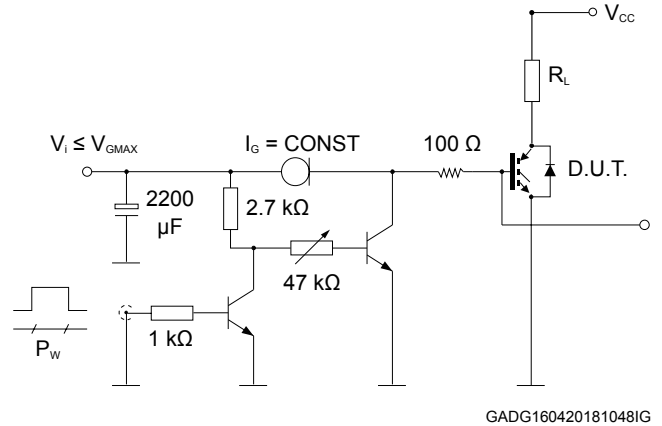 V_CC
R_L
V_i ≤ V_GMAX
I_G = CONST
100 Ω
D.U.T.
2200
µF
2.7 kΩ
47 kΩ
1 kΩ
P_W
GADG160420181048IG